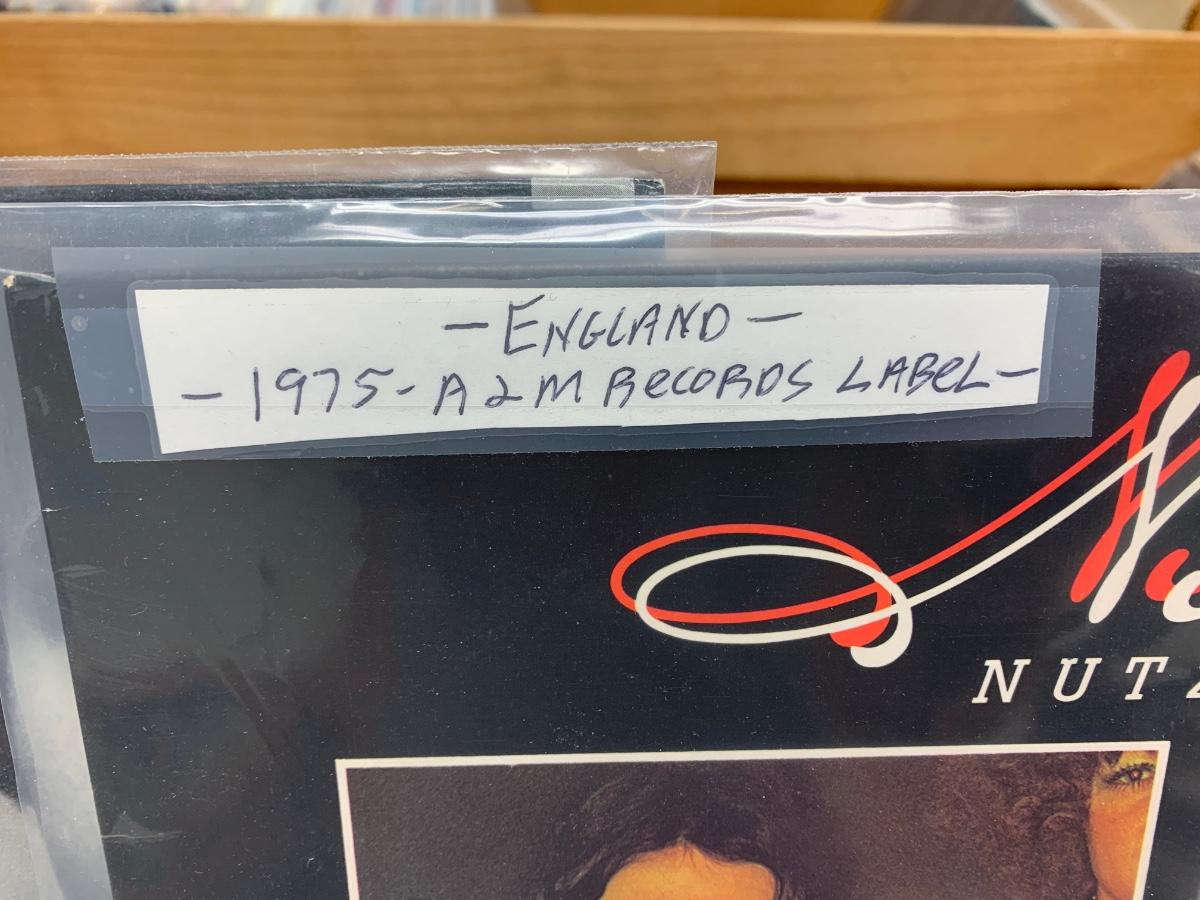 - ENGLAND -
- 1975 - A & M RECORDS LABEL -
N
NUTZ